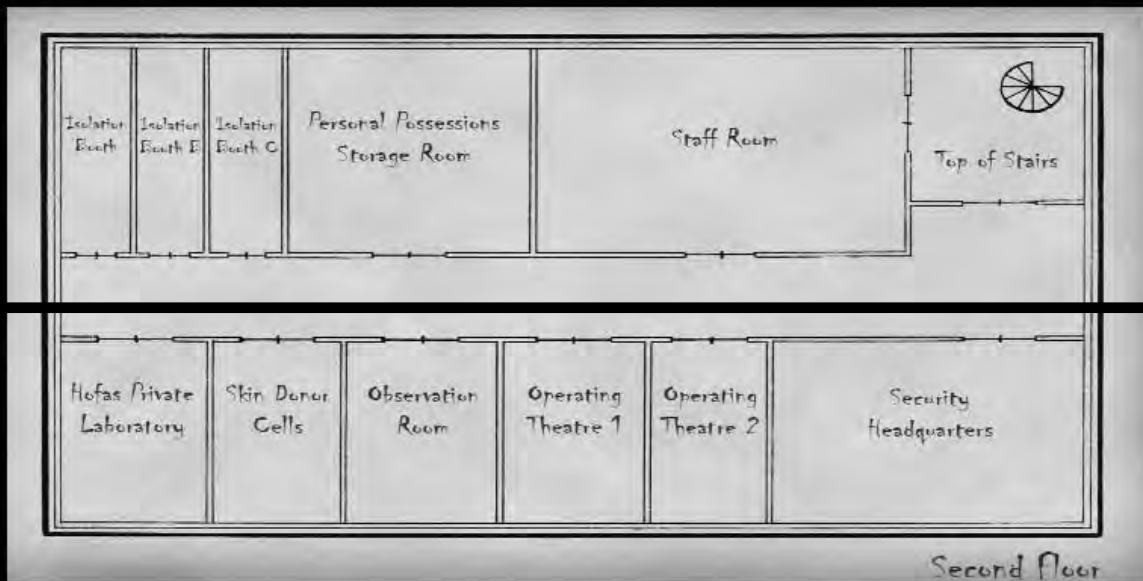 Isolation
Booth
Isolation
Booth B
Isolation
Booth C
Personal Possessions
Storage Room
Staff Room
Top of Stairs
Hofas Private
Laboratory
Skin Donor
Cells
Observation
Room
Operating
Theatre 1
Operating
Theatre 2
Security
Headquarters
Second Floor